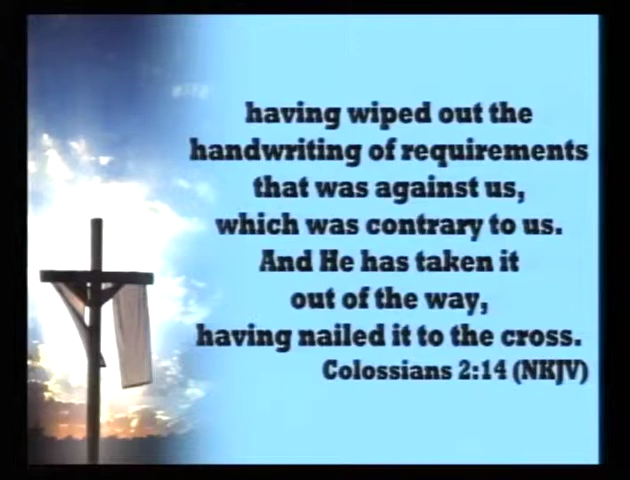 having wiped out the
handwriting of requirements
that was against us,
which was contrary to us.
And He has taken it
out of the way,
having nailed it to the cross.
Colossians 2:14 (NKJV)